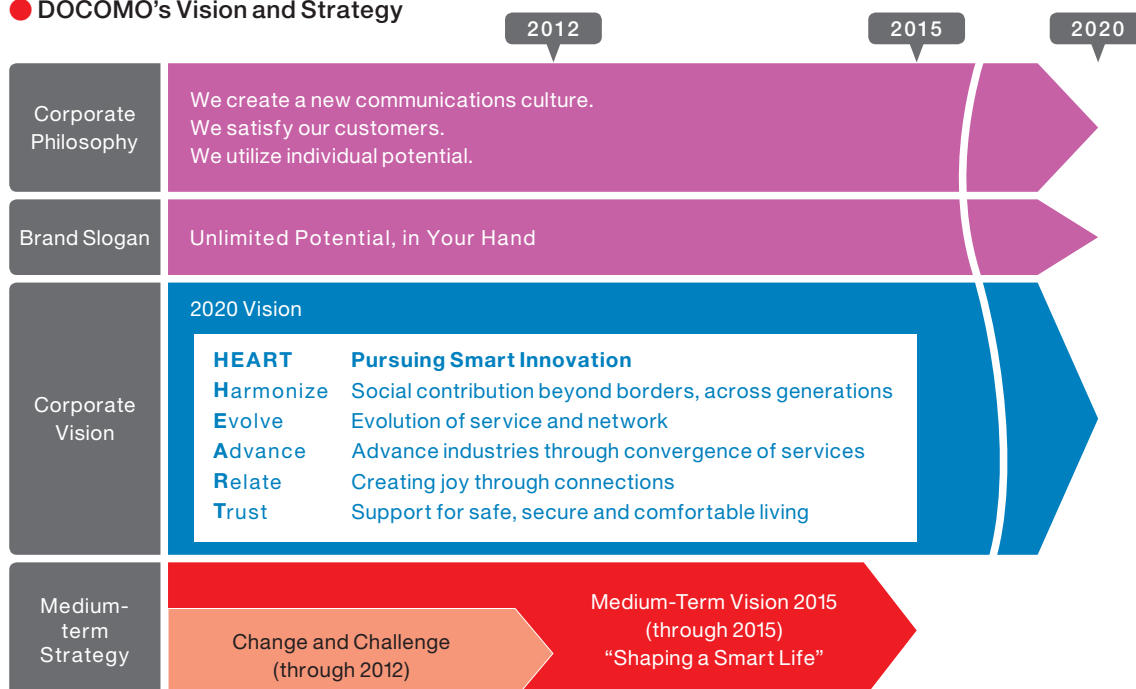 DOCOMO’s Vision and Strategy
2012
2015
2020
Corporate
Philosophy
We create a new communications culture.
We satisfy our customers.
We utilize individual potential.
Brand Slogan
Unlimited Potential, in Your Hand
Corporate
Vision
2020 Vision
HEART Pursuing Smart Innovation
Harmonize Social contribution beyond borders, across generations
Evolve Evolution of service and network
Advance Advance industries through convergence of services
Relate Creating joy through connections
Trust Support for safe, secure and comfortable living
Medium-
term
Strategy
Change and Challenge
(through 2012)
Medium-Term Vision 2015
(through 2015)
“Shaping a Smart Life”